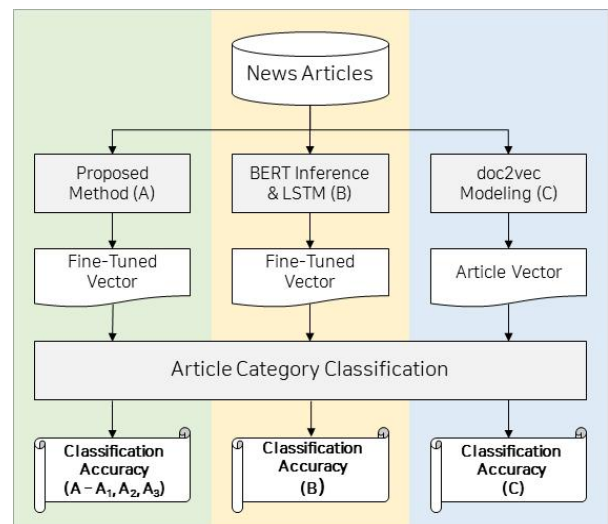 News Articles
Proposed
Method (A)
BERT Inference
& LSTM (B)
doc2vec
Modeling (C)
Fine-Tuned
Vector
Fine-Tuned
Vector
Article Vector
Article Category Classification
Classification
Accuracy
(A – A₁, A₂, A₃)
Classification
Accuracy
(B)
Classification
Accuracy
(C)